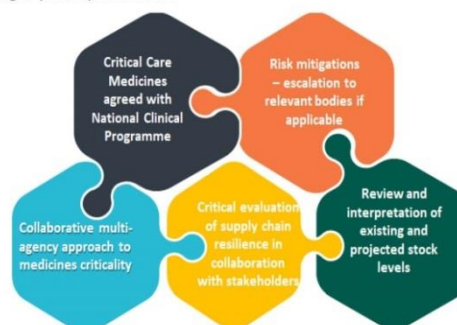 Critical Care
Medicines
agreed with
National Clinical
Programme
Risk mitigations
– escalation to
relevant bodies if
applicable
Collaborative multi-
agency approach to
medicines criticality
Critical evaluation
of supply chain
resilience in
collaboration
with stakeholders
Review and
interpretation of
existing and
projected stock
levels